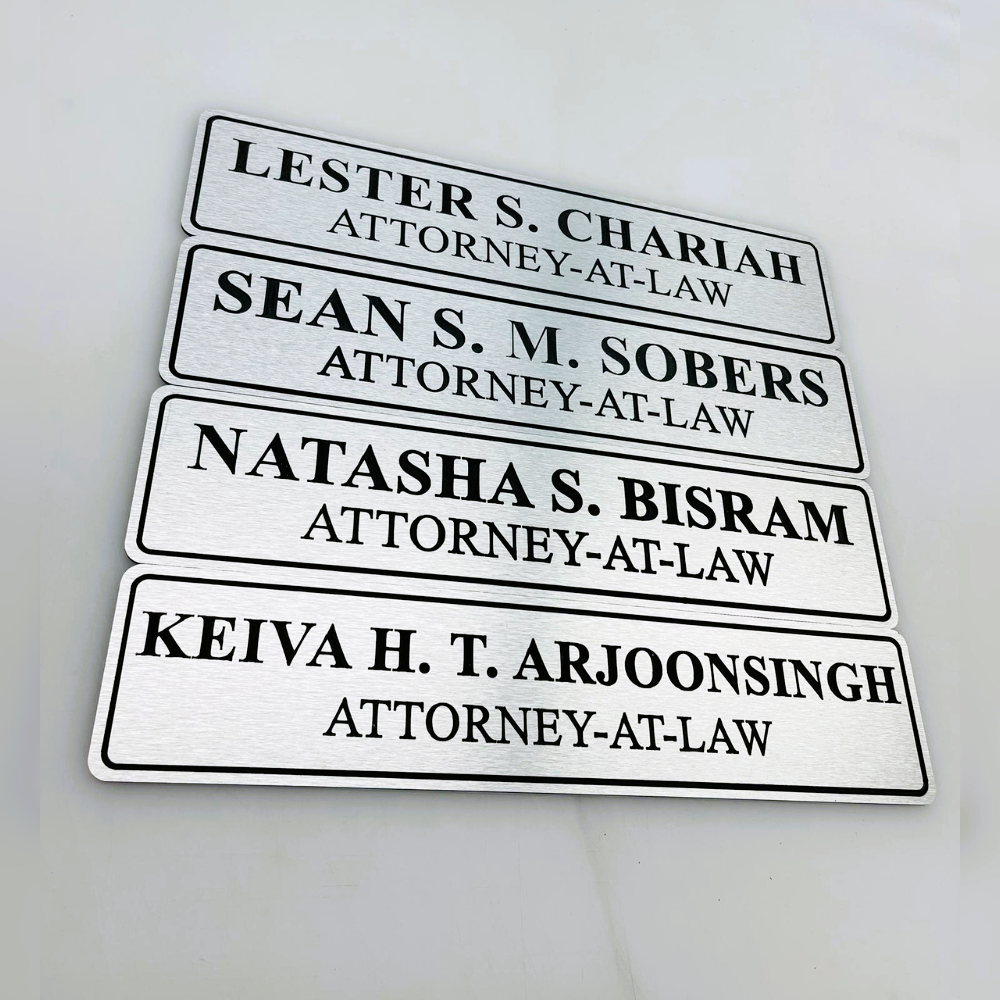 LESTER S. CHARIAH
ATTORNEY-AT-LAW
SEAN S. M. SOBERS
ATTORNEY-AT-LAW
NATASHA S. BISRAM
ATTORNEY-AT-LAW
KEIVA H. T. ARJOONSINGH
ATTORNEY-AT-LAW